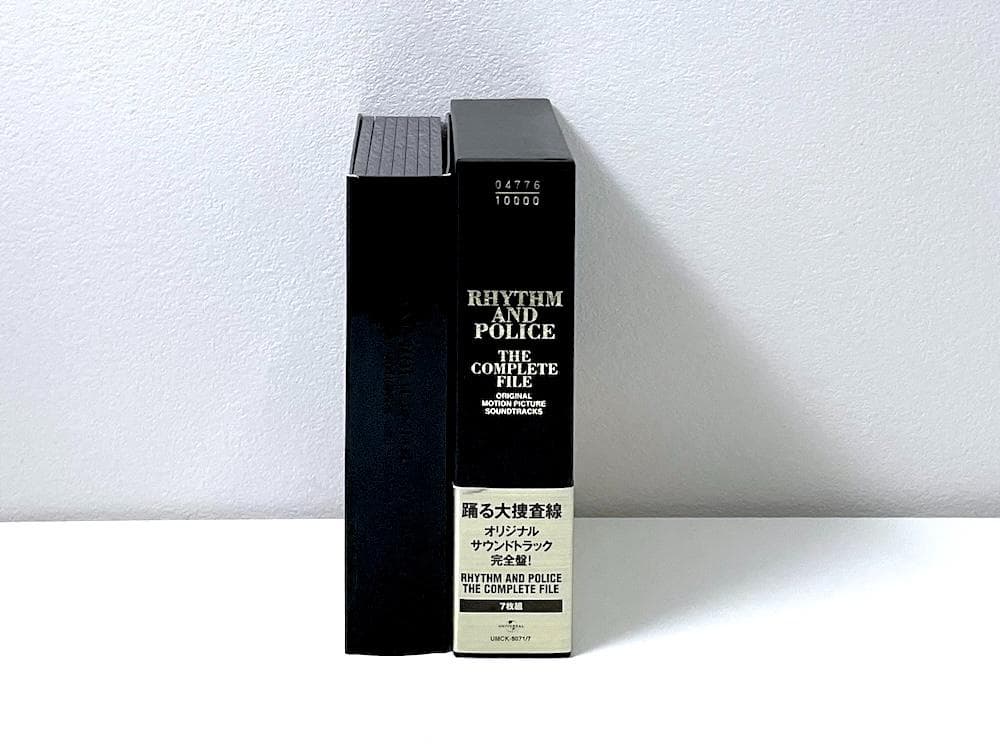 04776
10000
RHYTHM
AND
POLICE
THE
COMPLETE
FILE
ORIGINAL
MOTION PICTURE
SOUNDTRACKS
踊る大捜査線
オリジナル
サウンドトラック
完全盤!
RHYTHM AND POLICE
THE COMPLETE FILE
7枚組
UNIVERSAL
UMCK-9071/7